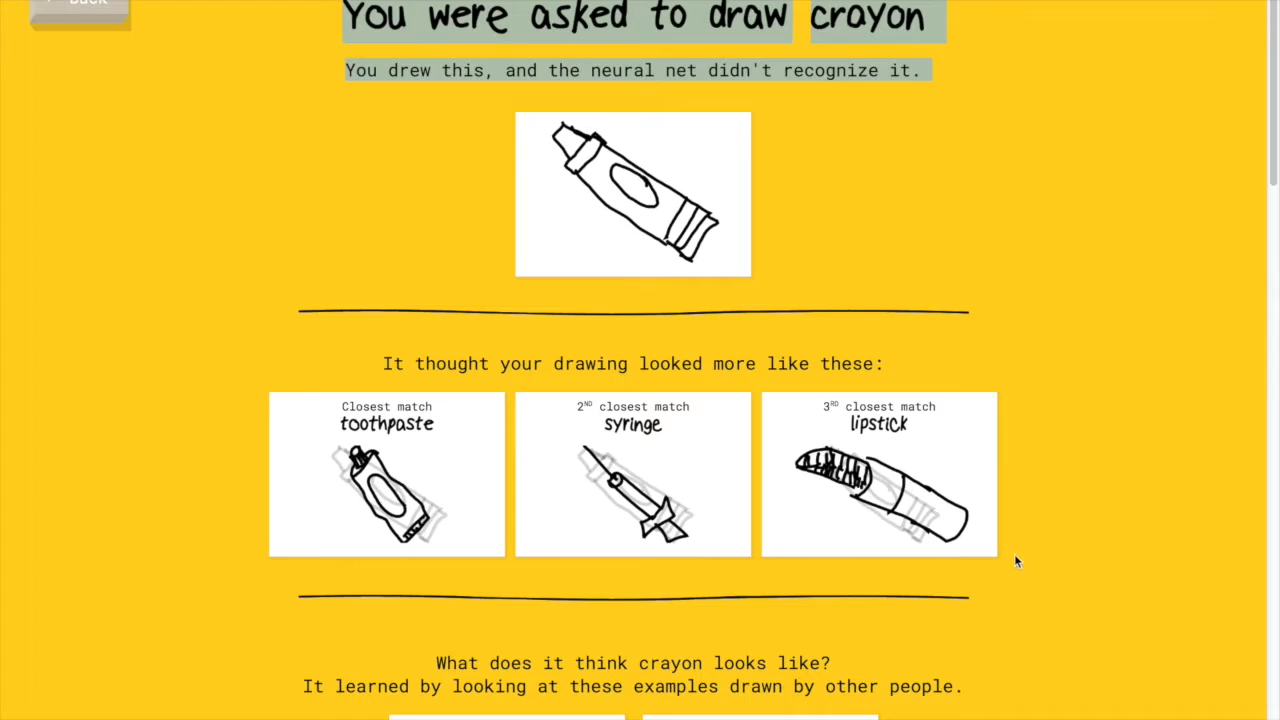 Back
You were asked to draw crayon
You drew this, and the neural net didn't recognize it.
It thought your drawing looked more like these:
Closest match
toothpaste
2ND closest match
syringe
3RD closest match
lipstick
What does it think crayon looks like?
It learned by looking at these examples drawn by other people.